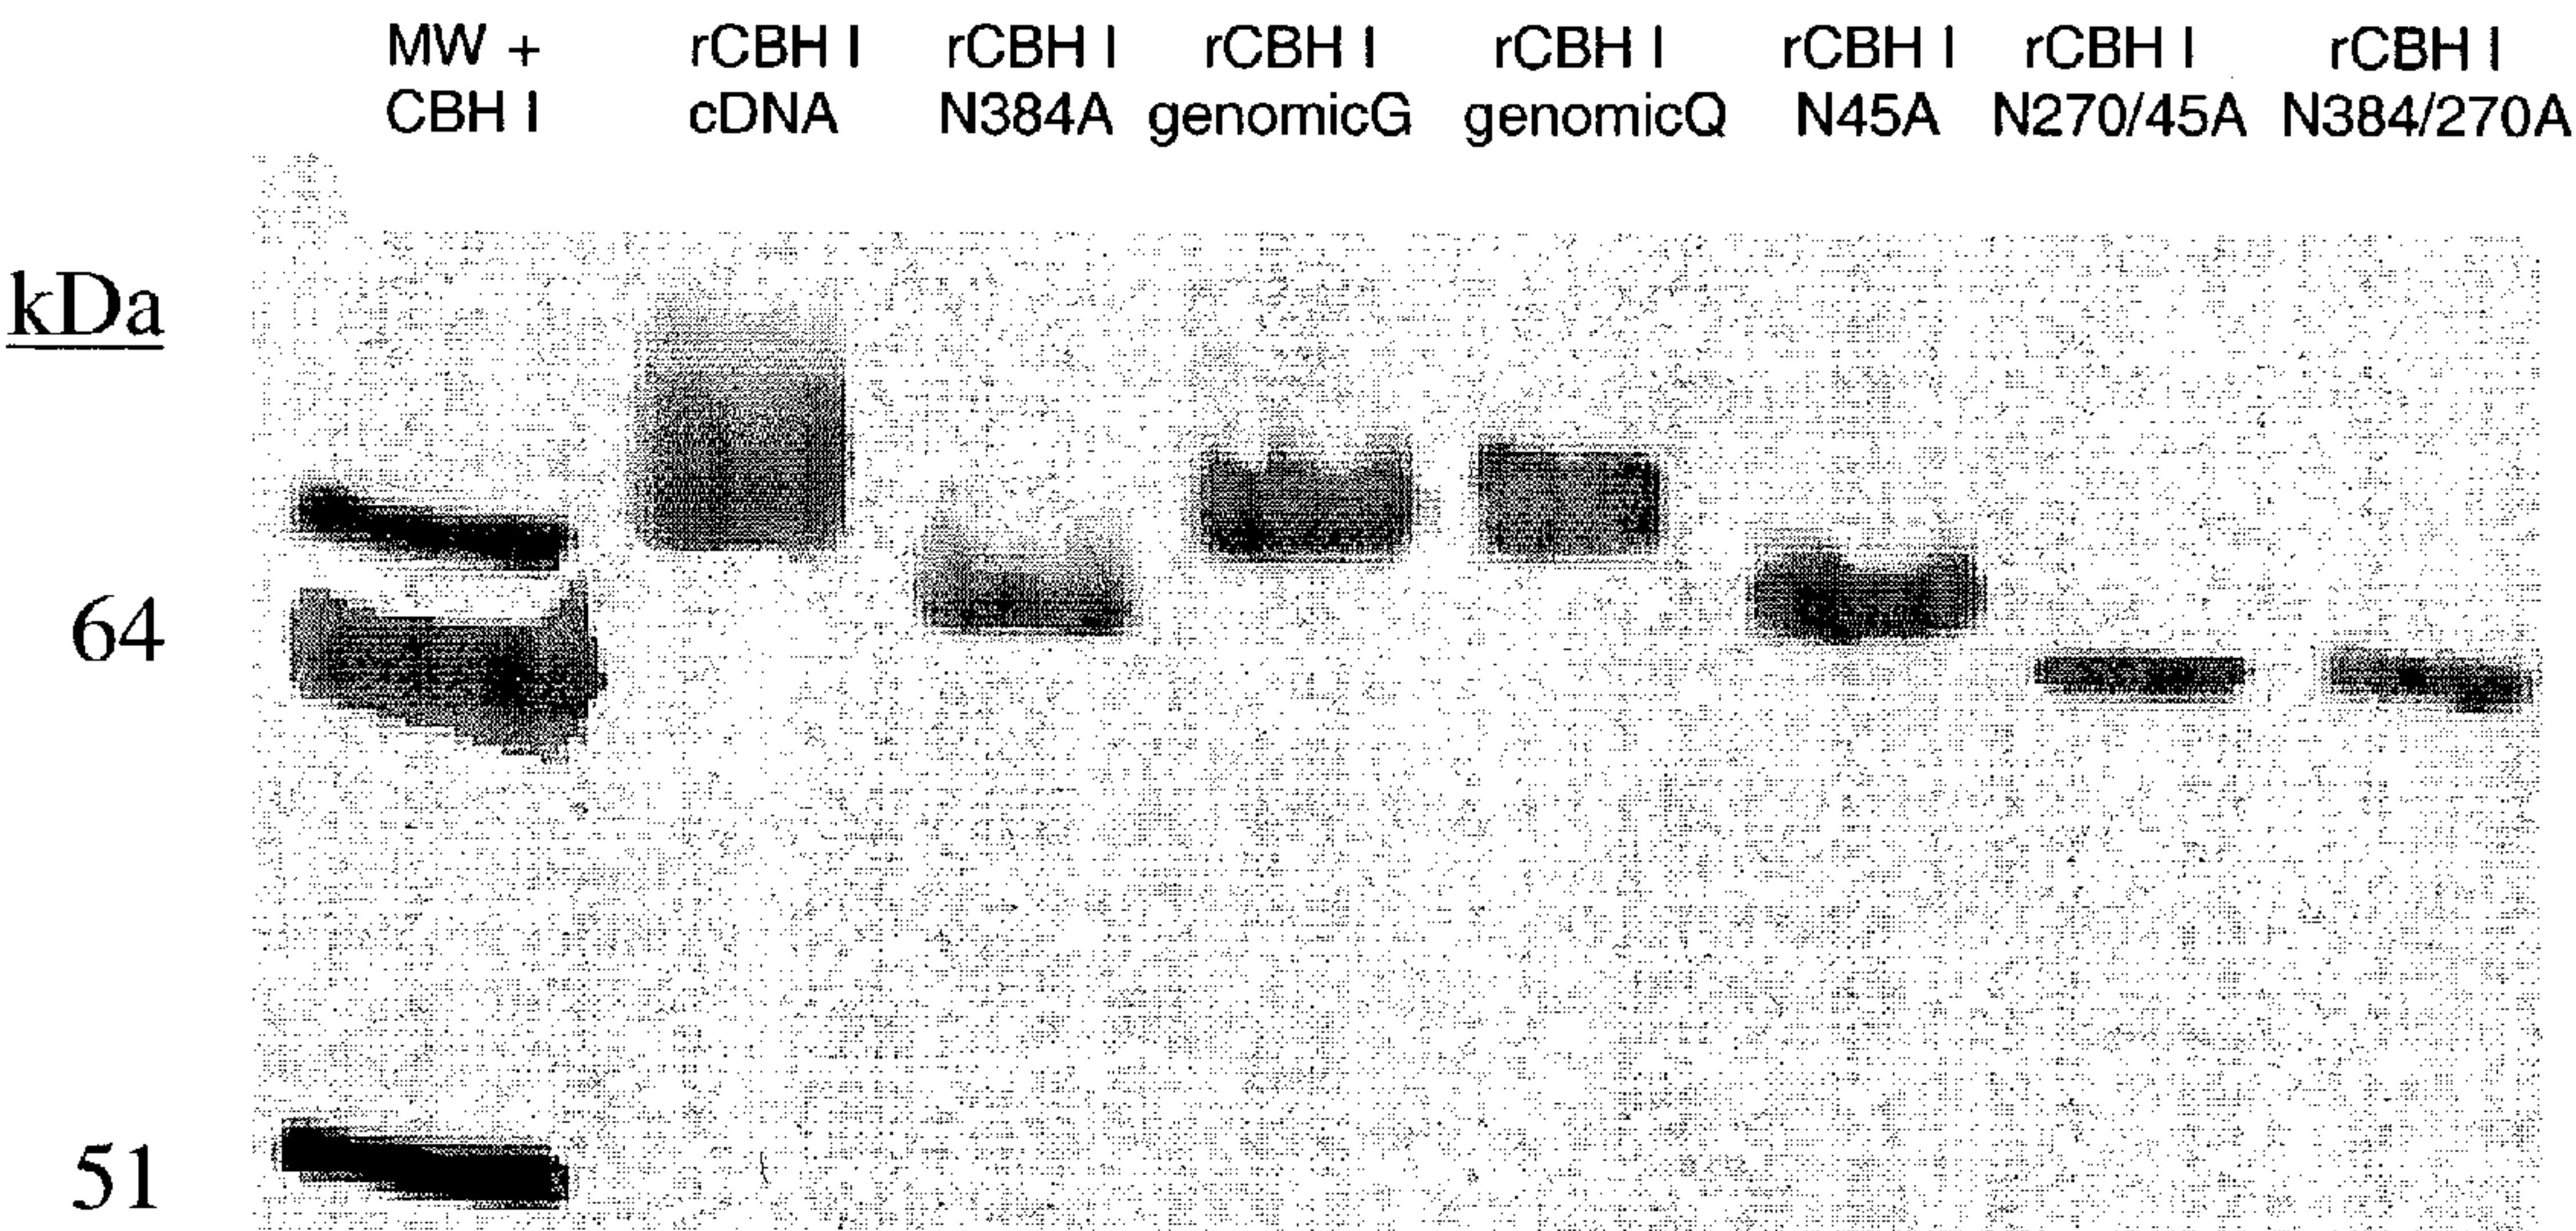 MW + rCBH I rCBH I rCBH I rCBH I rCBH I rCBH I rCBH I
CBH I cDNA N384A genomicG genomicQ N45A N270/45A N384/270A
kDa
64
51